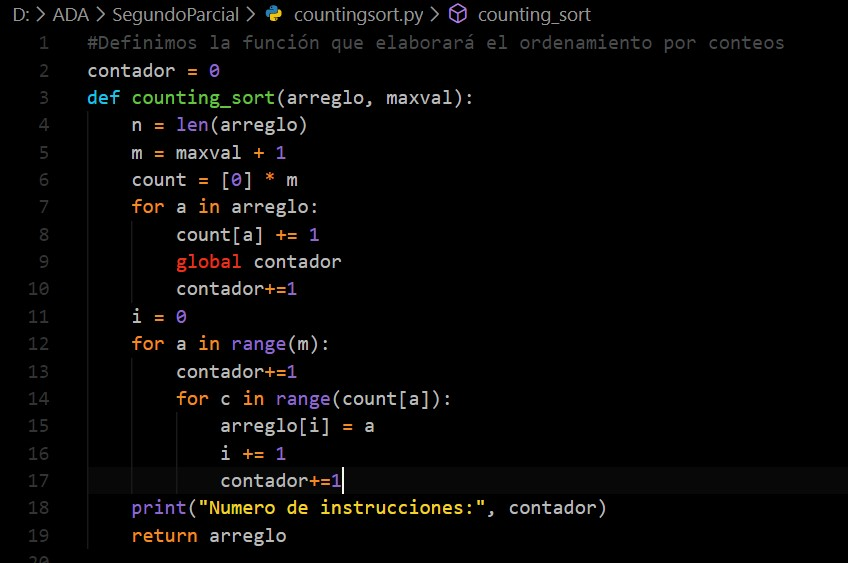 D: > ADA > SegundoParcial > countingsort.py > counting_sort
1 #Definimos la función que elaborará el ordenamiento por conteos
2 contador = 0
3 def counting_sort(arreglo, maxval):
4     n = len(arreglo)
5     m = maxval + 1
6     count = [0] * m
7     for a in arreglo:
8         count[a] += 1
9         global contador
10         contador+=1
11     i = 0
12     for a in range(m):
13         contador+=1
14         for c in range(count[a]):
15             arreglo[i] = a
16             i += 1
17             contador+=1
18     print("Numero de instrucciones:", contador)
19     return arreglo
20